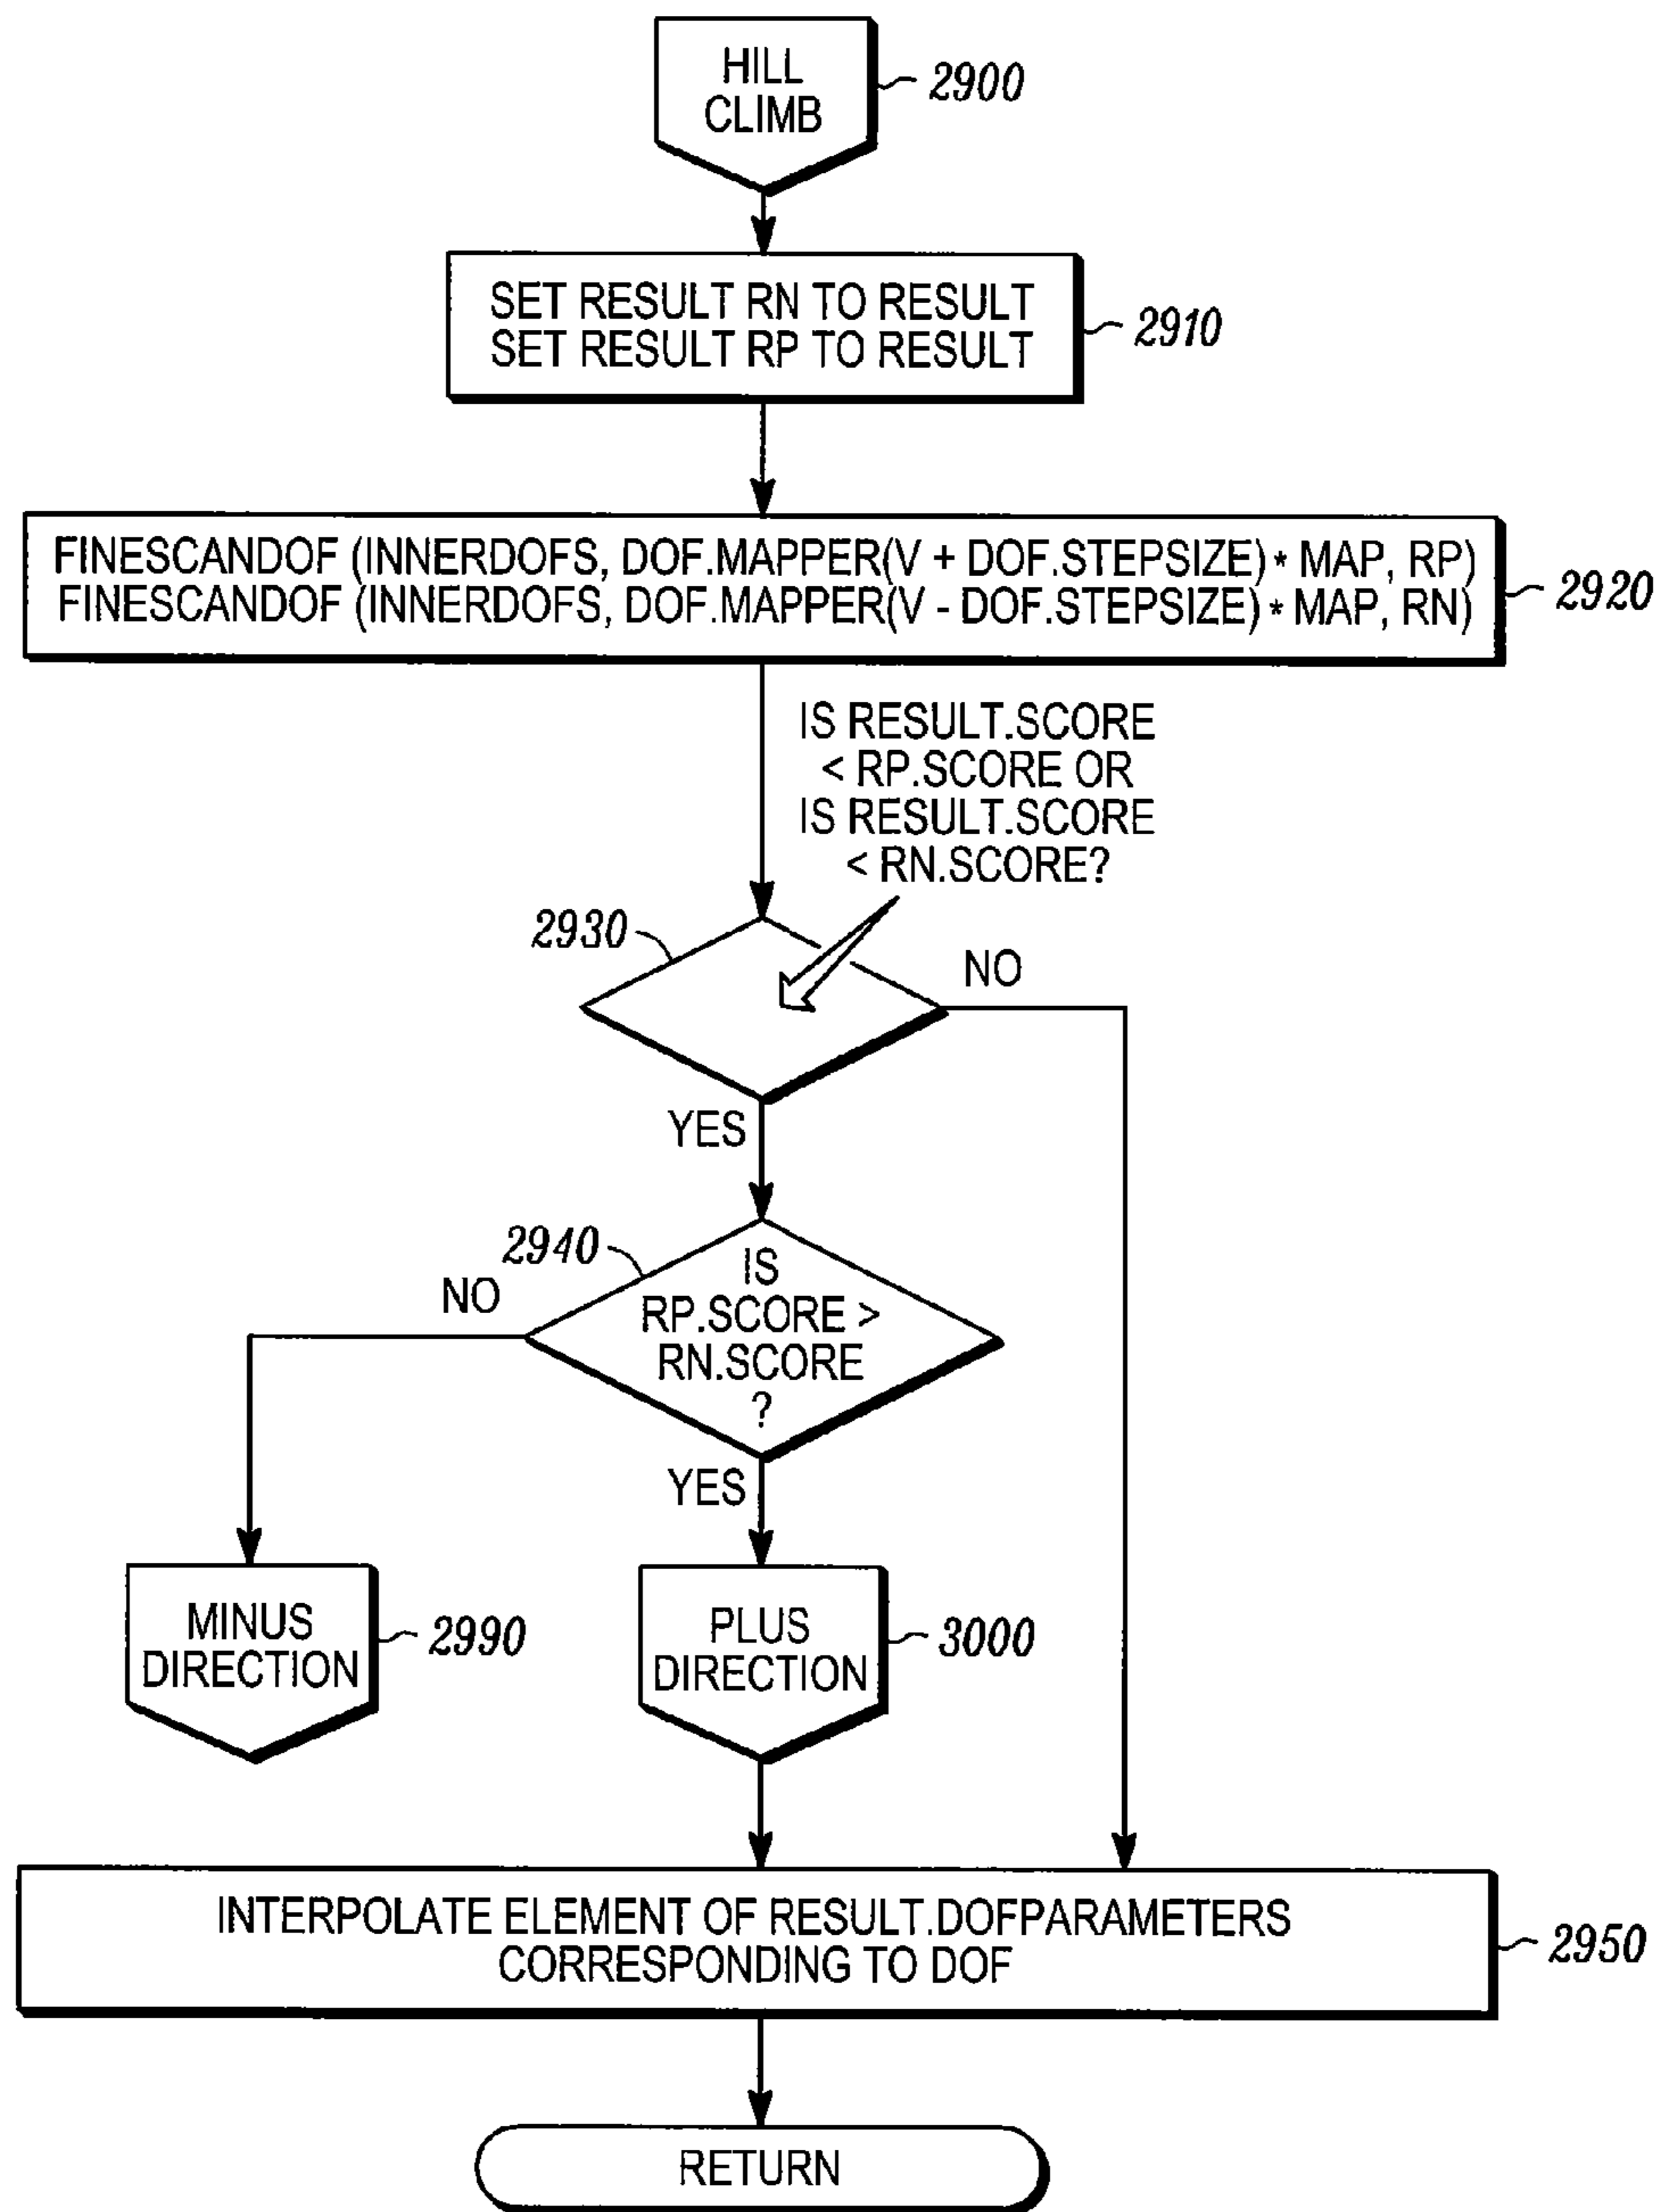 HILL
CLIMB
2900
SET RESULT RN TO RESULT
SET RESULT RP TO RESULT
2910
FINESCANDOF (INNERDOFS, DOF.MAPPER(V + DOF.STEPSIZE) * MAP, RP)
FINESCANDOF (INNERDOFS, DOF.MAPPER(V - DOF.STEPSIZE) * MAP, RN)
2920
IS RESULT.SCORE
< RP.SCORE OR
IS RESULT.SCORE
< RN.SCORE?
2930
NO
YES
2940
IS
RP.SCORE >
RN.SCORE
?
NO
YES
MINUS
DIRECTION
2990
PLUS
DIRECTION
3000
INTERPOLATE ELEMENT OF RESULT.DOFPARAMETERS
CORRESPONDING TO DOF
2950
RETURN